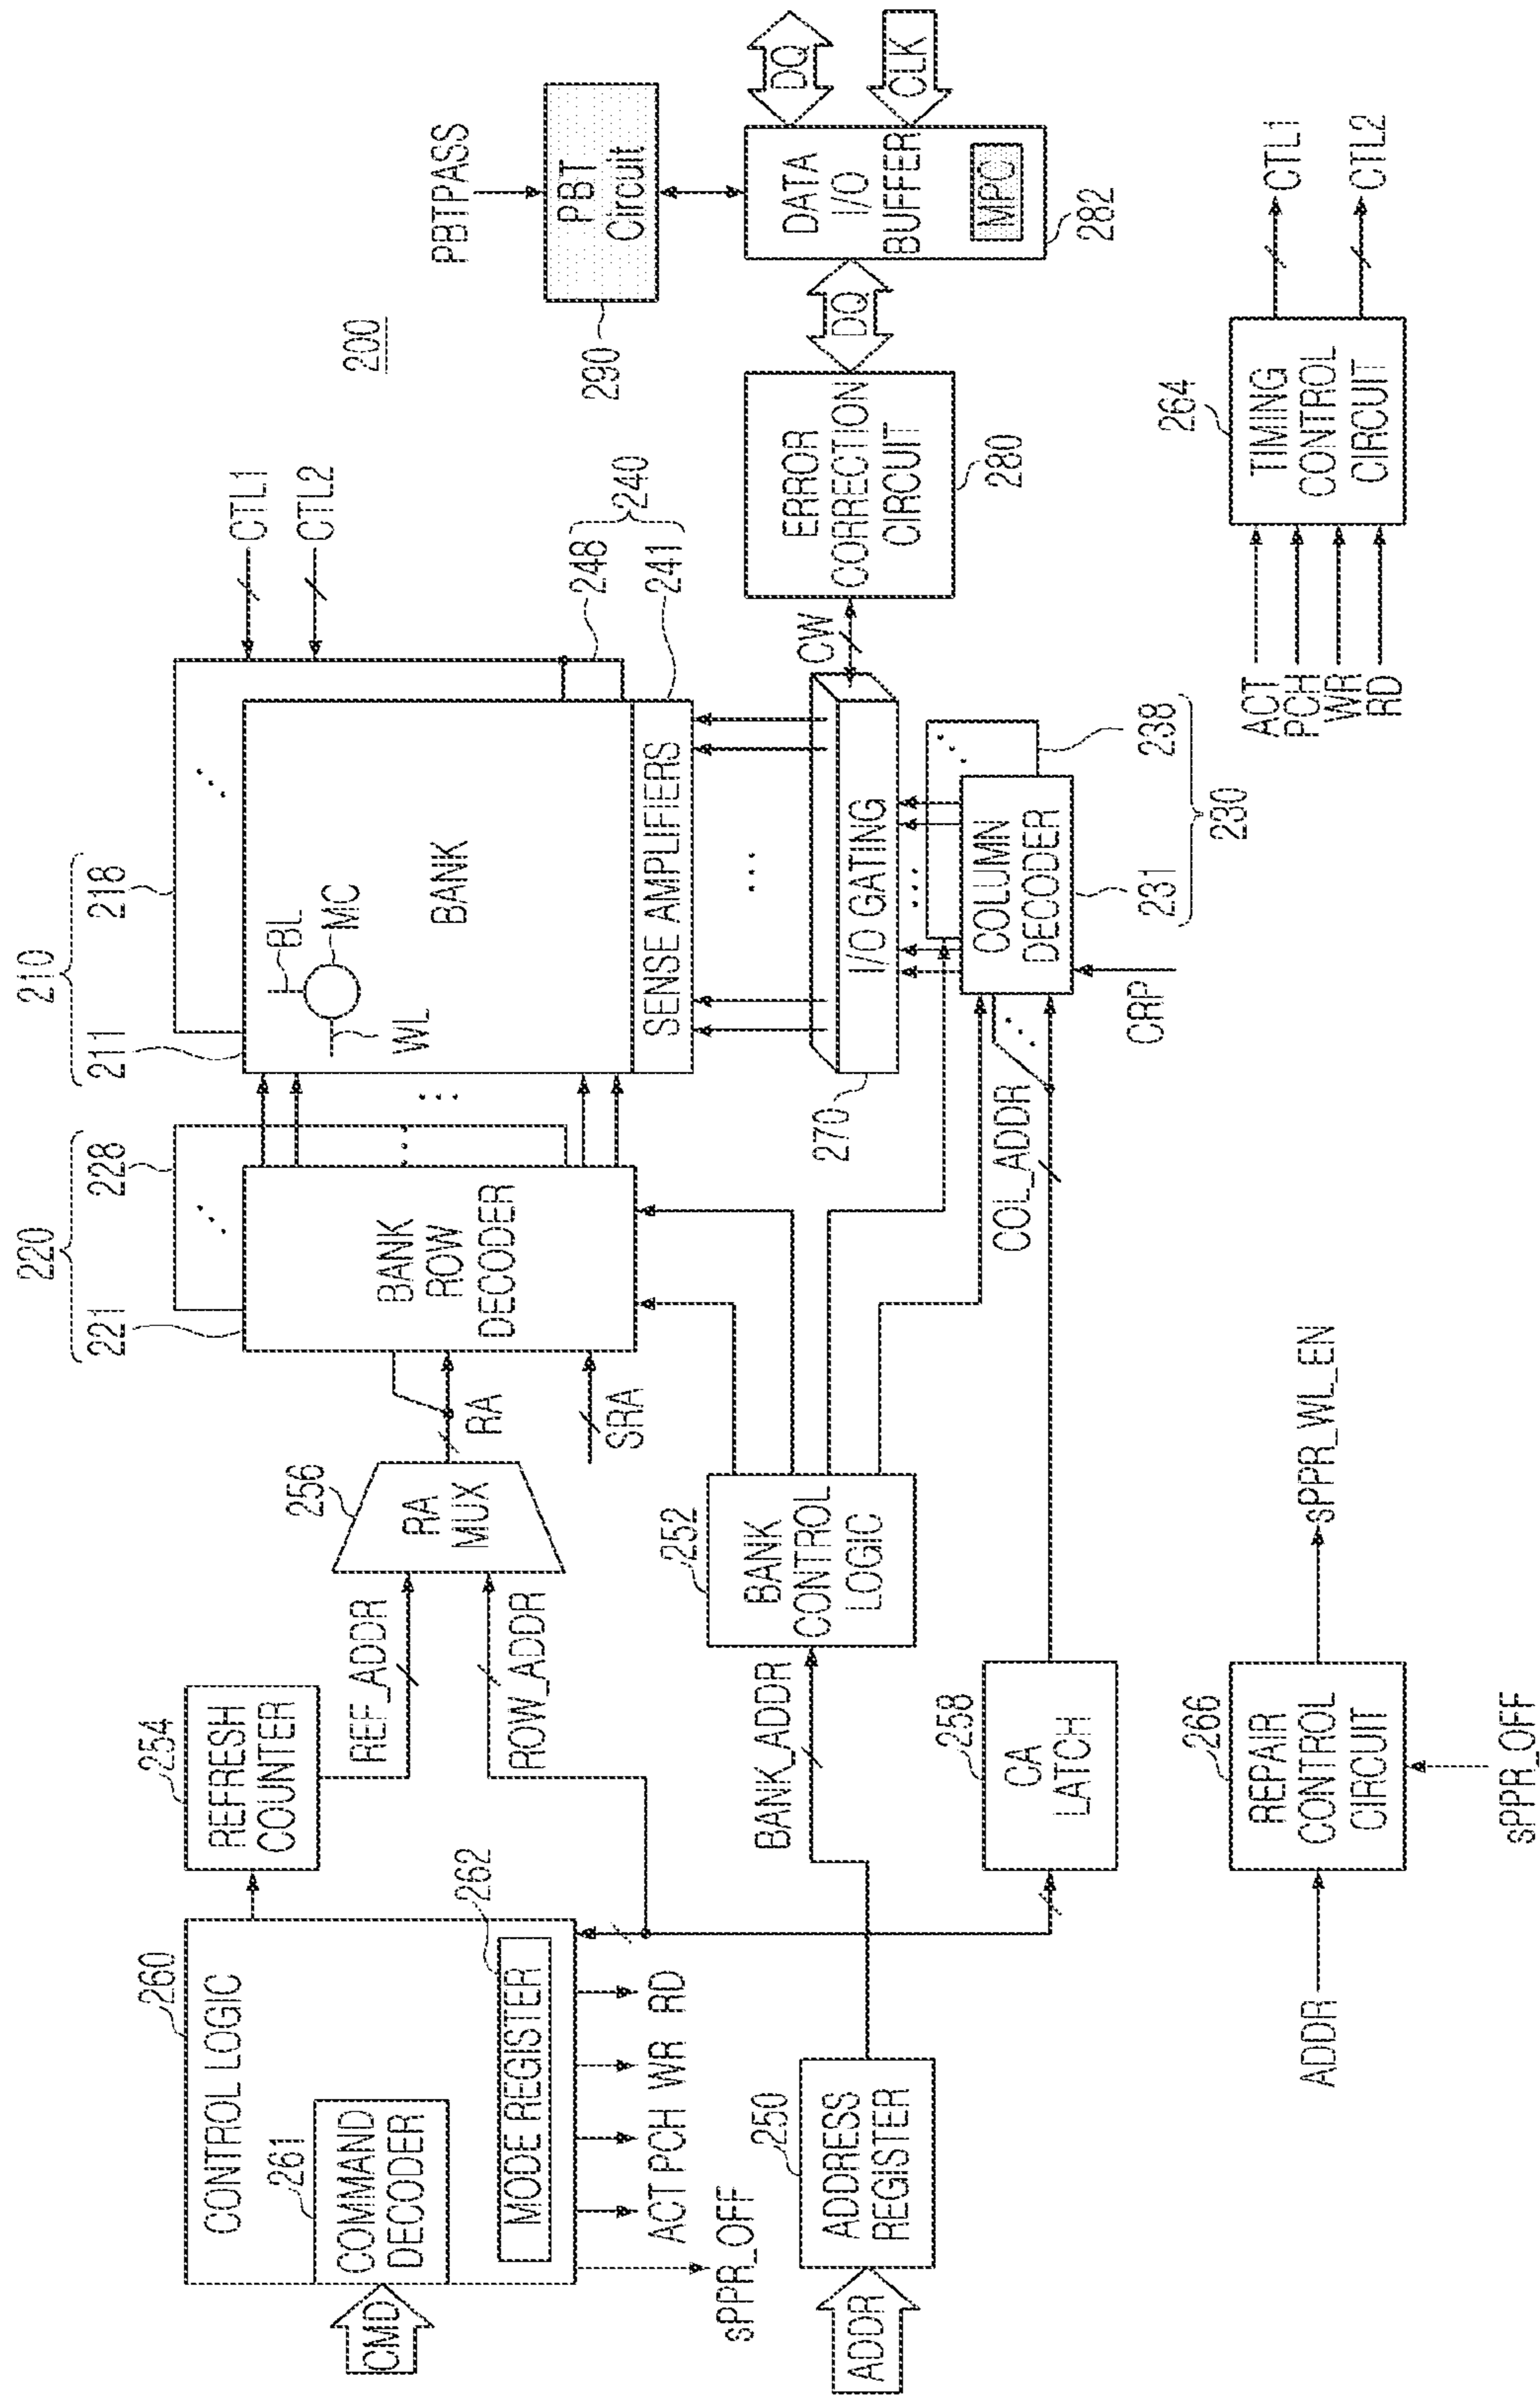 200
210
211
218
220
221
228
BL
MC
WL
BANK
SENSE AMPLIFIERS
CTL1
CTL2
248
240
241
BANK
ROW
DECODER
RA
SRA
256
RA
MUX
REF_ADDR
ROW_ADDR
254
REFRESH
COUNTER
260
CONTROL LOGIC
261
COMMAND
DECODER
CMD
262
MODE REGISTER
ACT PCH WR RD
sPPR_OFF
250
ADDRESS
REGISTER
ADDR
BANK_ADDR
252
BANK
CONTROL
LOGIC
258
CA
LATCH
COL_ADDR
270
I/O GATING
COLUMN
DECODER
CRP
231
238
230
CW
ERROR
CORRECTION
CIRCUIT
280
DQ
DATA
I/O
BUFFER
MPC
282
DQ
CLK
PBTPASS
PBT
Circuit
290
266
REPAIR
CONTROL
CIRCUIT
ADDR
sPPR_WL_EN
sPPR_OFF
264
TIMING
CONTROL
CIRCUIT
ACT
PCH
WR
RD
CTL1
CTL2